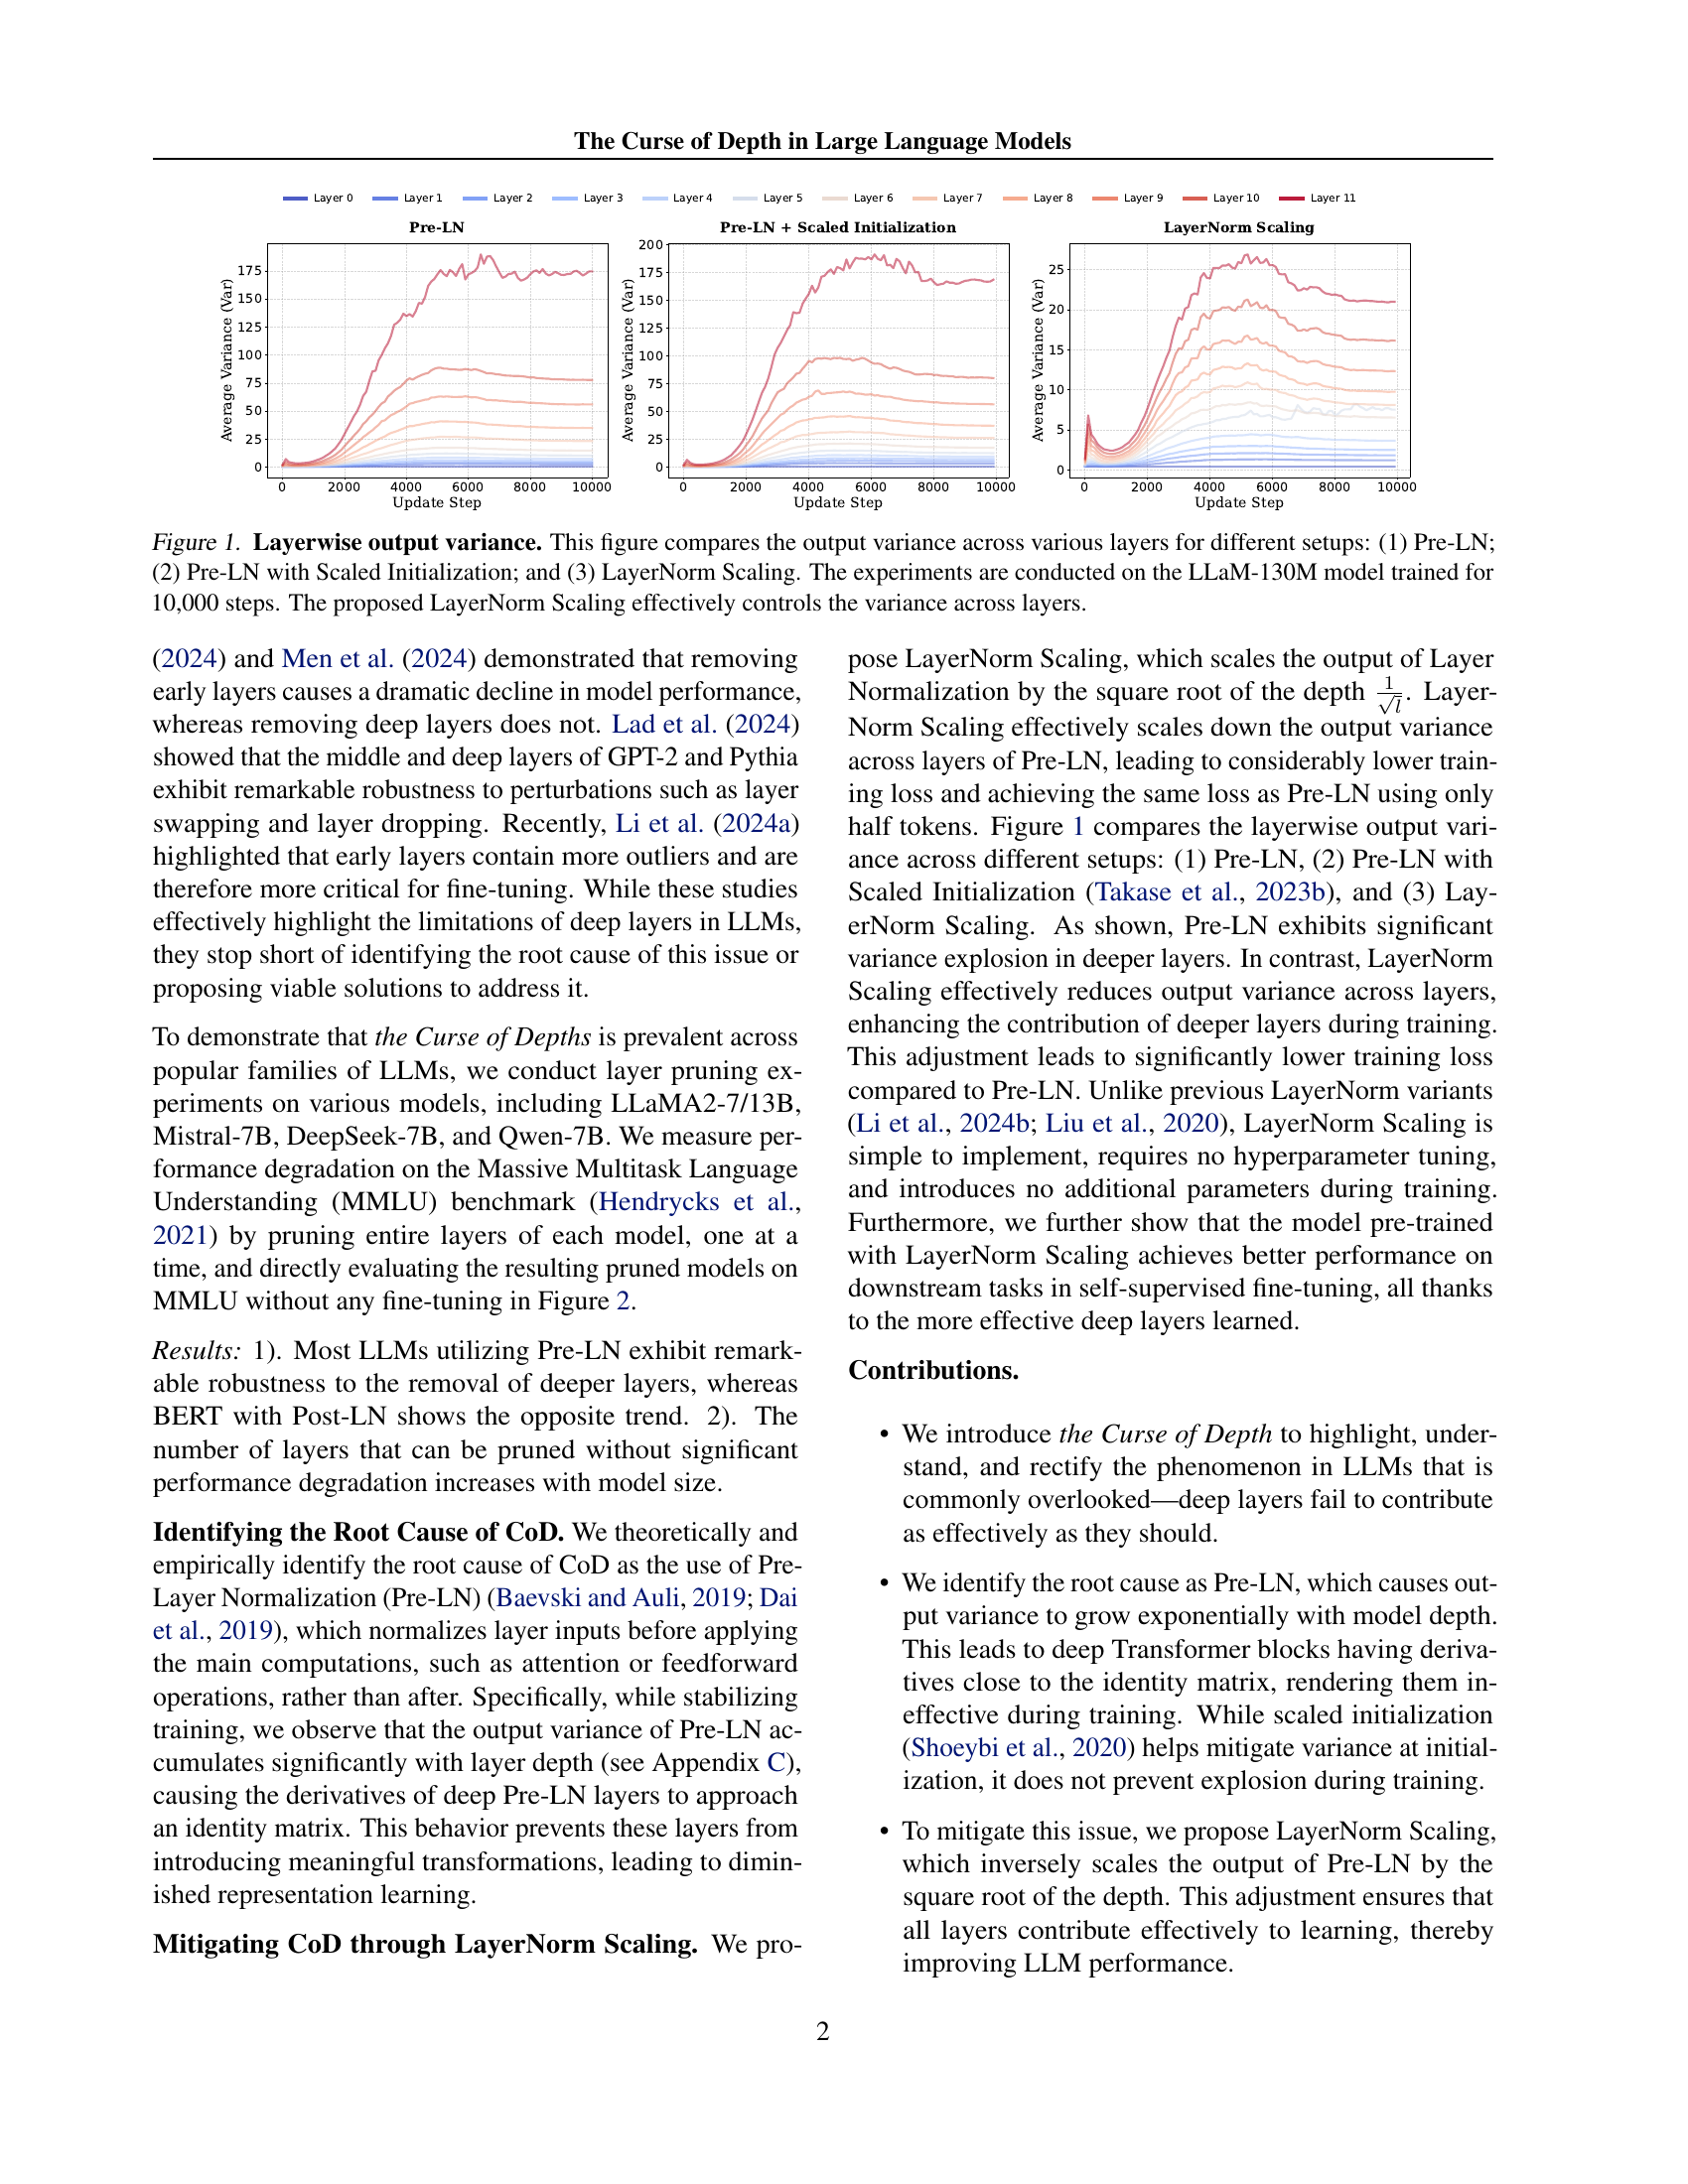 The Curse of Depth in Large Language Models
Layer 0 Layer 1 Layer 2 Layer 3 Layer 4 Layer 5 Layer 6 Layer 7 Layer 8 Layer 9 Layer 10 Layer 11
Pre-LN
Average Variance (Var)
175
150
125
100
75
50
25
0
0 2000 4000 6000 8000 10000
Update Step
Pre-LN + Scaled Initialization
Average Variance (Var)
200
175
150
125
100
75
50
25
0
0 2000 4000 6000 8000 10000
Update Step
LayerNorm Scaling
Average Variance (Var)
25
20
15
10
5
0
0 2000 4000 6000 8000 10000
Update Step
Figure 1. Layerwise output variance. This figure compares the output variance across various layers for different setups: (1) Pre-LN;
(2) Pre-LN with Scaled Initialization; and (3) LayerNorm Scaling. The experiments are conducted on the LLaM-130M model trained for
10,000 steps. The proposed LayerNorm Scaling effectively controls the variance across layers.
(2024) and Men et al. (2024) demonstrated that removing
early layers causes a dramatic decline in model performance,
whereas removing deep layers does not. Lad et al. (2024)
showed that the middle and deep layers of GPT-2 and Pythia
exhibit remarkable robustness to perturbations such as layer
swapping and layer dropping. Recently, Li et al. (2024a)
highlighted that early layers contain more outliers and are
therefore more critical for fine-tuning. While these studies
effectively highlight the limitations of deep layers in LLMs,
they stop short of identifying the root cause of this issue or
proposing viable solutions to address it.
To demonstrate that the Curse of Depths is prevalent across
popular families of LLMs, we conduct layer pruning ex-
periments on various models, including LLaMA2-7/13B,
Mistral-7B, DeepSeek-7B, and Qwen-7B. We measure per-
formance degradation on the Massive Multitask Language
Understanding (MMLU) benchmark (Hendrycks et al.,
2021) by pruning entire layers of each model, one at a
time, and directly evaluating the resulting pruned models on
MMLU without any fine-tuning in Figure 2.
Results: 1). Most LLMs utilizing Pre-LN exhibit remark-
able robustness to the removal of deeper layers, whereas
BERT with Post-LN shows the opposite trend. 2). The
number of layers that can be pruned without significant
performance degradation increases with model size.
Identifying the Root Cause of CoD. We theoretically and
empirically identify the root cause of CoD as the use of Pre-
Layer Normalization (Pre-LN) (Baevski and Auli, 2019; Dai
et al., 2019), which normalizes layer inputs before applying
the main computations, such as attention or feedforward
operations, rather than after. Specifically, while stabilizing
training, we observe that the output variance of Pre-LN ac-
cumulates significantly with layer depth (see Appendix C),
causing the derivatives of deep Pre-LN layers to approach
an identity matrix. This behavior prevents these layers from
introducing meaningful transformations, leading to dimin-
ished representation learning.
Mitigating CoD through LayerNorm Scaling. We pro-
pose LayerNorm Scaling, which scales the output of Layer
Normalization by the square root of the depth 1/√l. Layer-
Norm Scaling effectively scales down the output variance
across layers of Pre-LN, leading to considerably lower train-
ing loss and achieving the same loss as Pre-LN using only
half tokens. Figure 1 compares the layerwise output vari-
ance across different setups: (1) Pre-LN, (2) Pre-LN with
Scaled Initialization (Takase et al., 2023b), and (3) Lay-
erNorm Scaling. As shown, Pre-LN exhibits significant
variance explosion in deeper layers. In contrast, LayerNorm
Scaling effectively reduces output variance across layers,
enhancing the contribution of deeper layers during training.
This adjustment leads to significantly lower training loss
compared to Pre-LN. Unlike previous LayerNorm variants
(Li et al., 2024b; Liu et al., 2020), LayerNorm Scaling is
simple to implement, requires no hyperparameter tuning,
and introduces no additional parameters during training.
Furthermore, we further show that the model pre-trained
with LayerNorm Scaling achieves better performance on
downstream tasks in self-supervised fine-tuning, all thanks
to the more effective deep layers learned.
Contributions.
• We introduce the Curse of Depth to highlight, under-
stand, and rectify the phenomenon in LLMs that is
commonly overlooked—deep layers fail to contribute
as effectively as they should.
• We identify the root cause as Pre-LN, which causes out-
put variance to grow exponentially with model depth.
This leads to deep Transformer blocks having deriva-
tives close to the identity matrix, rendering them in-
effective during training. While scaled initialization
(Shoeybi et al., 2020) helps mitigate variance at initial-
ization, it does not prevent explosion during training.
• To mitigate this issue, we propose LayerNorm Scaling,
which inversely scales the output of Pre-LN by the
square root of the depth. This adjustment ensures that
all layers contribute effectively to learning, thereby
improving LLM performance.
2